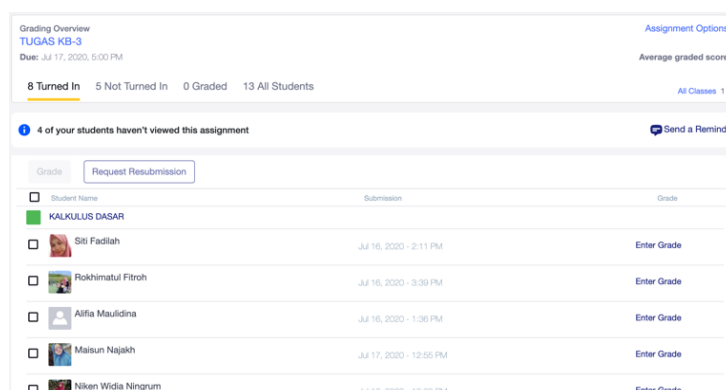 Grading Overview
TUGAS KB-3
Assignment Options
Due: Jul 17, 2020, 5:00 PM
Average graded score
8 Turned In 5 Not Turned In 0 Graded 13 All Students
All Classes 1
4 of your students haven't viewed this assignment
Send a Remind
Grade Request Resubmission
Student Name Submission Grade
KALKULUS DASAR
Siti Fadilah Jul 16, 2020 - 2:11 PM Enter Grade
Rokhimatul Fitroh Jul 16, 2020 - 3:39 PM Enter Grade
Alifia Maulidina Jul 16, 2020 - 1:36 PM Enter Grade
Maisun Najakh Jul 17, 2020 - 12:55 PM Enter Grade
Niken Widia Ningrum Enter Grade